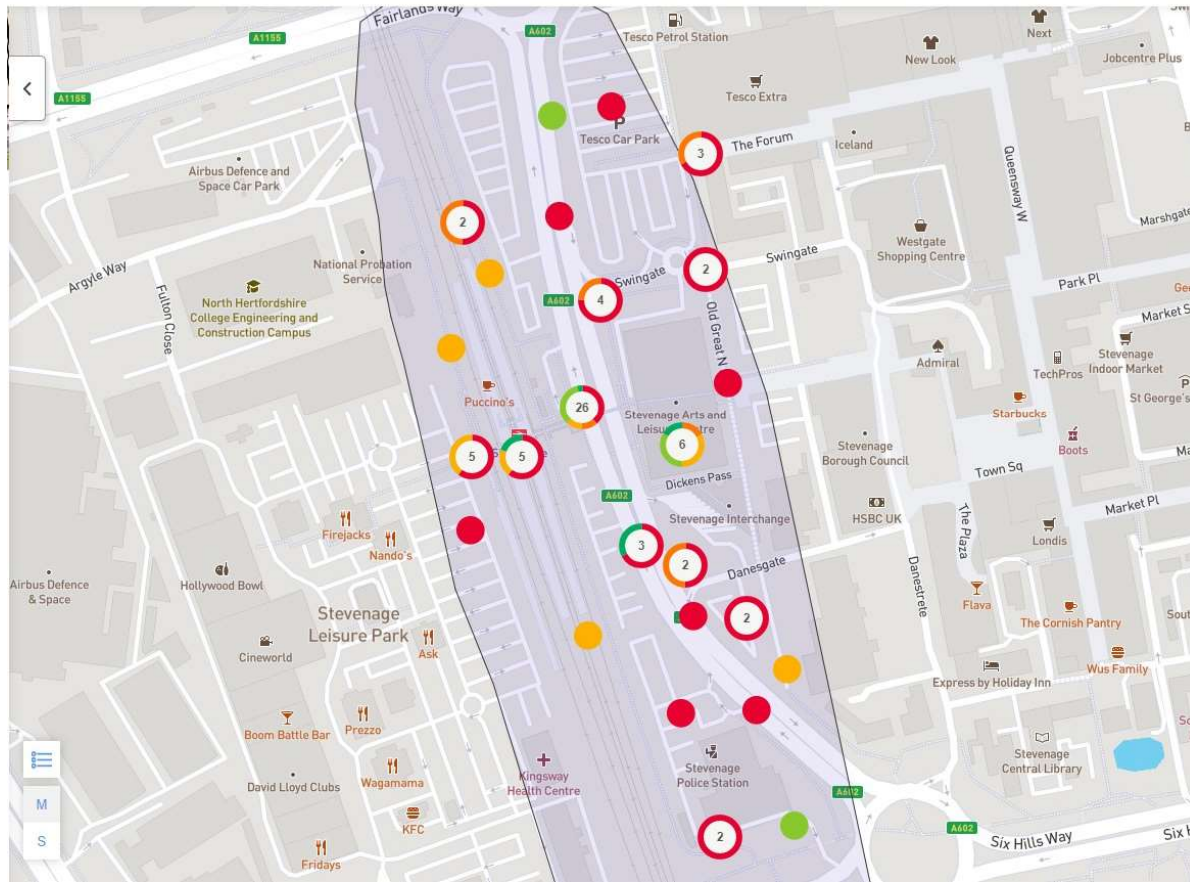 Fairlands Way
A602
A1155
A1155
Tesco Petrol Station
Next
New Look
Jobcentre Plus
Tesco Extra
P
Tesco Car Park
3
The Forum
Iceland
Queensway W
Airbus Defence and
Space Car Park
Marshgate
2
National Probation
Service
Argyle Way
Fulton Close
North Hertfordshire
College Engineering and
Construction Campus
Swingate
2
Swingate
Westgate
Shopping Centre
Park Pl
A602
4
Old Great N
Market S
Admiral
TechPros
Stevenage
Indoor Market
P
St George's
Puccino's
26
Stevenage Arts and
Starbucks
5
5
6
Stevenage
Borough Council
Boots
Town Sq
Dickens Pass
A602
Stevenage Interchange
HSBC UK
The Plaza
Market Pl
Firejacks
Nando's
Londis
3
2
Danesgate
Danestrete
Airbus Defence
& Space
Hollywood Bowl
Flava
Stevenage
Leisure Park
2
The Cornish Pantry
Cineworld
Ask
Express by Holiday Inn
Wus Family
Boom Battle Bar
Prezzo
Stevenage
Central Library
Kingsway
Health Centre
Stevenage
Police Station
David Lloyd Clubs
Wagamama
A602
M
KFC
A602
S
2
Six Hills Way
Six H
Fridays